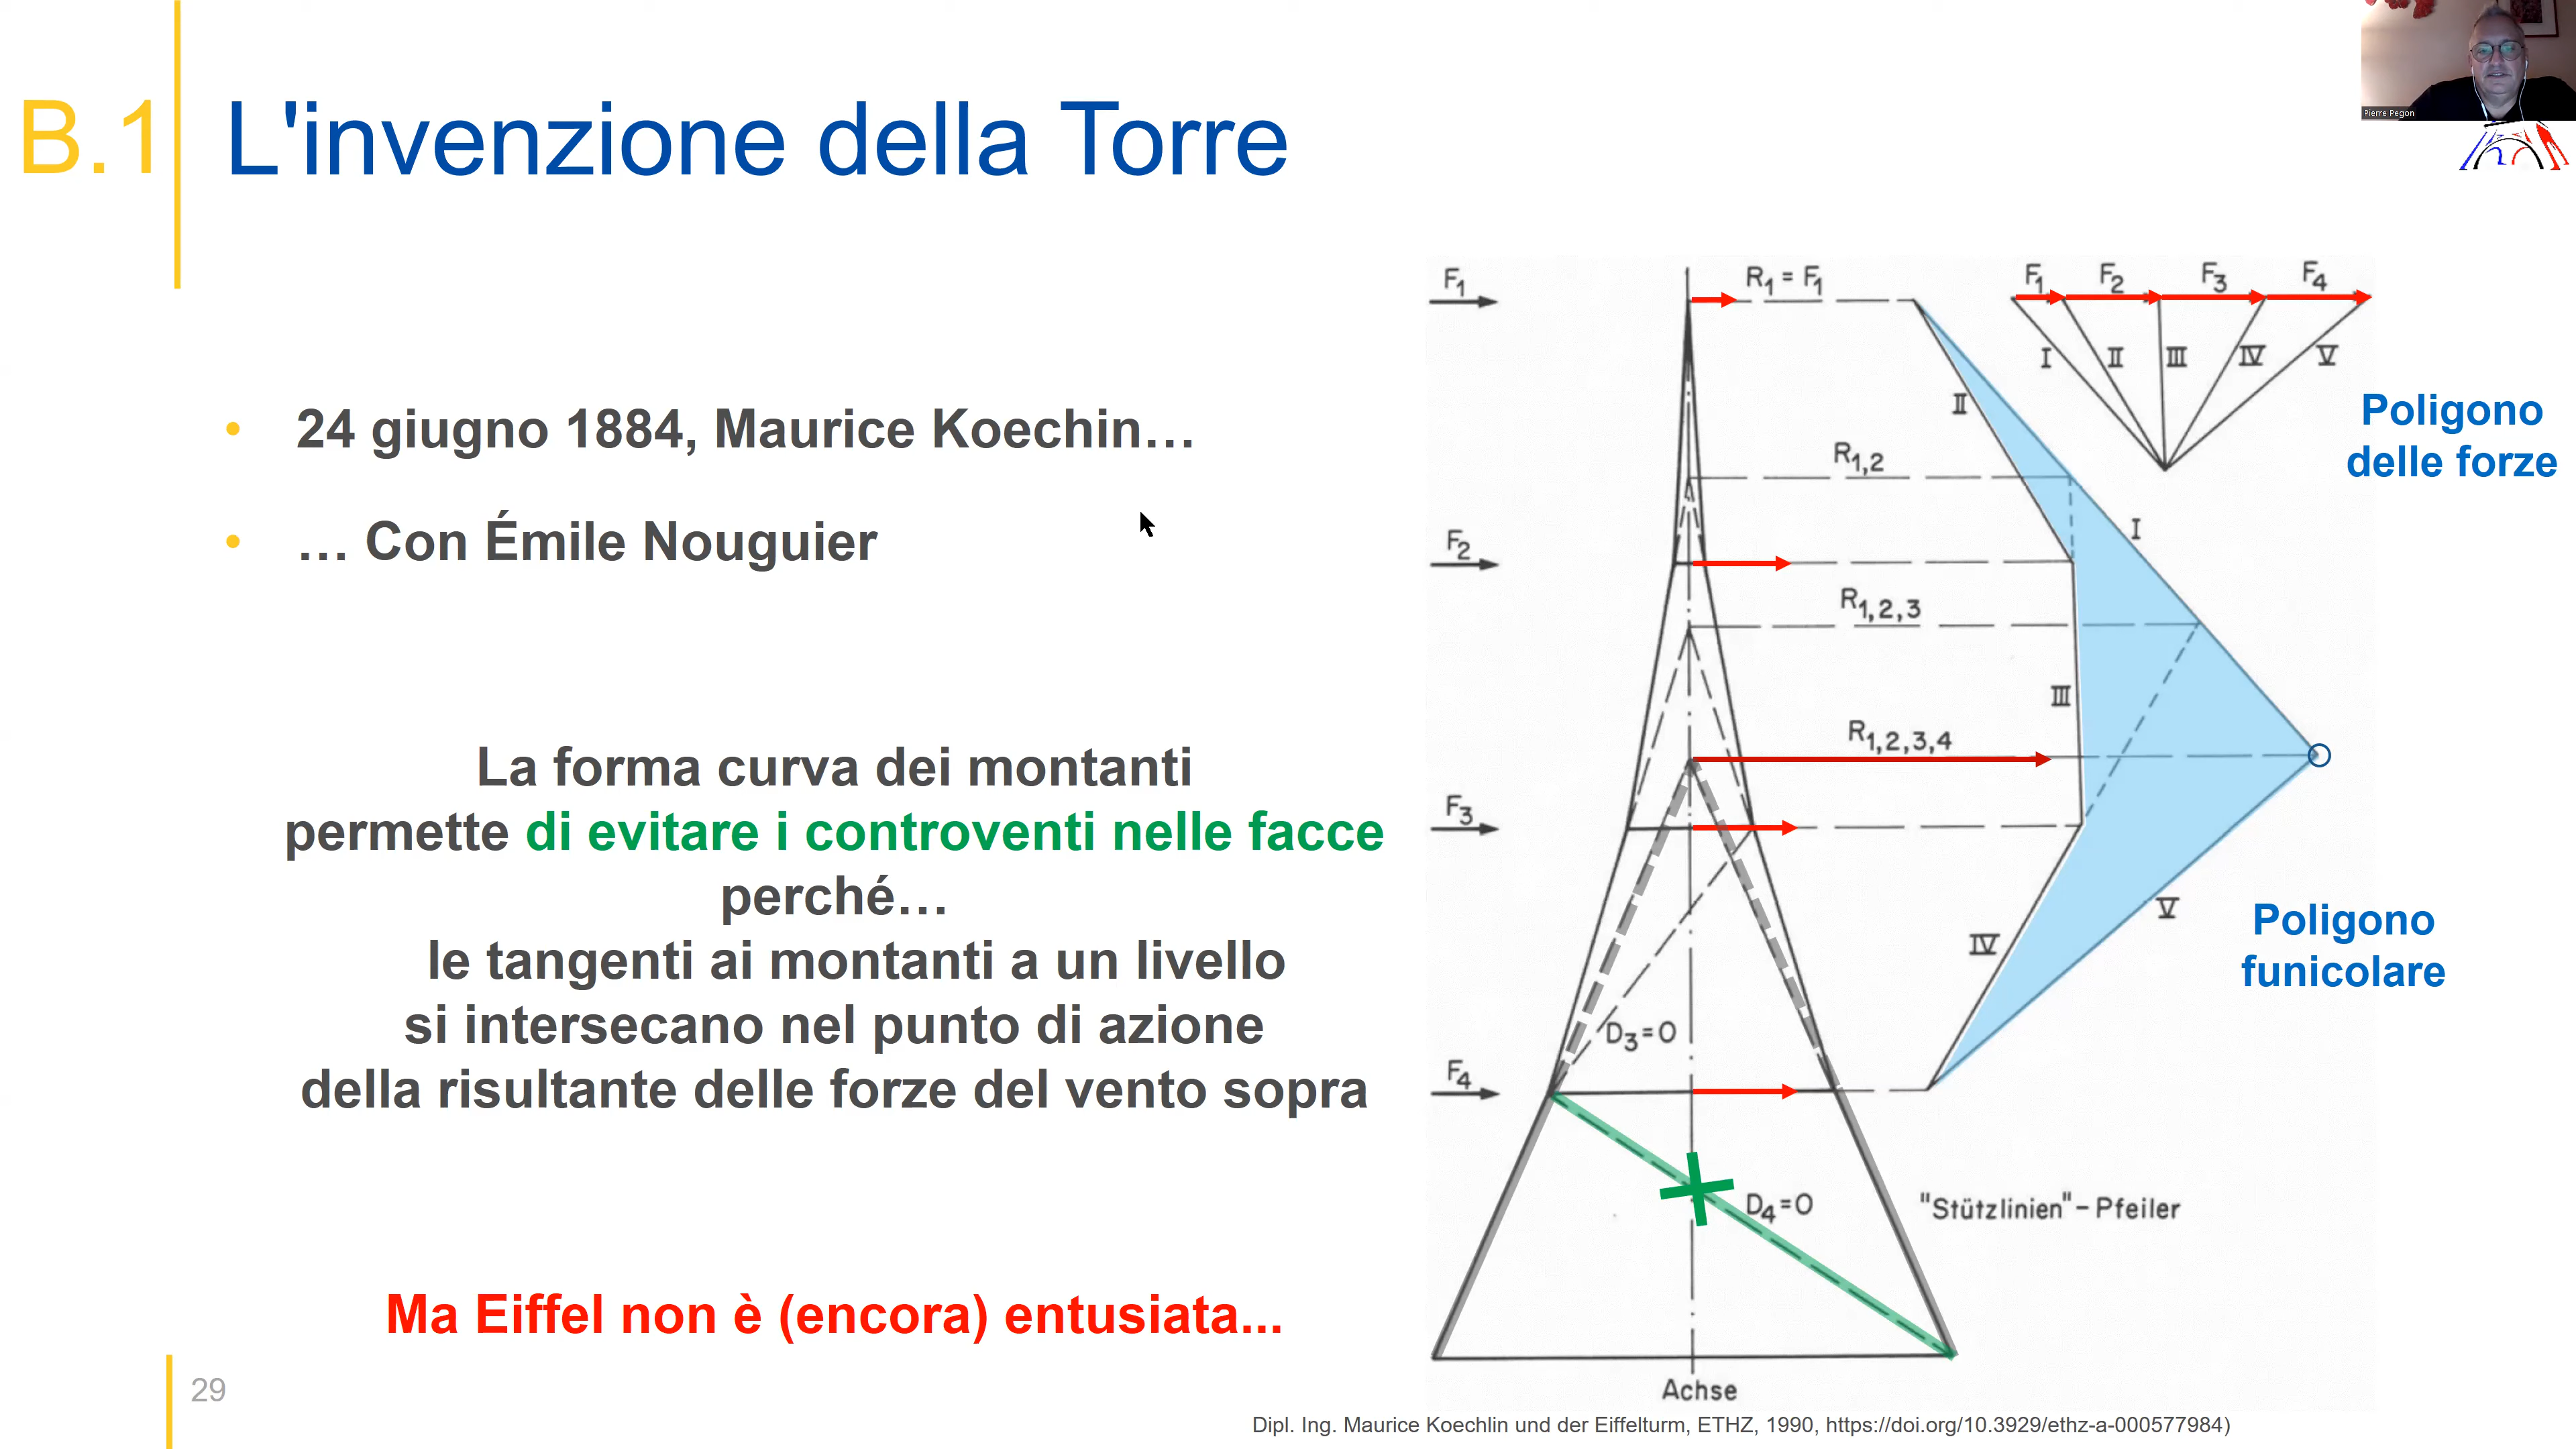 B.1
L'invenzione della Torre
Pierre Pegon
• 24 giugno 1884, Maurice Koechin…
• … Con Émile Nouguier
La forma curva dei montanti
permette di evitare i controventi nelle facce
perché…
le tangenti ai montanti a un livello
si intersecano nel punto di azione
della risultante delle forze del vento sopra
Ma Eiffel non è (encora) entusiata...
F1
R1 = F1
F1 F2 F3 F4
I II III IV V
Poligono
delle forze
II
R1,2
I
F2
R1,2,3
III
R1,2,3,4
F3
V
Poligono
funicolare
IV
D3=0
F4
D4=0
"Stützlinien"-Pfeiler
Achse
29
Dipl. Ing. Maurice Koechlin und der Eiffelturm, ETHZ, 1990, https://doi.org/10.3929/ethz-a-000577984)